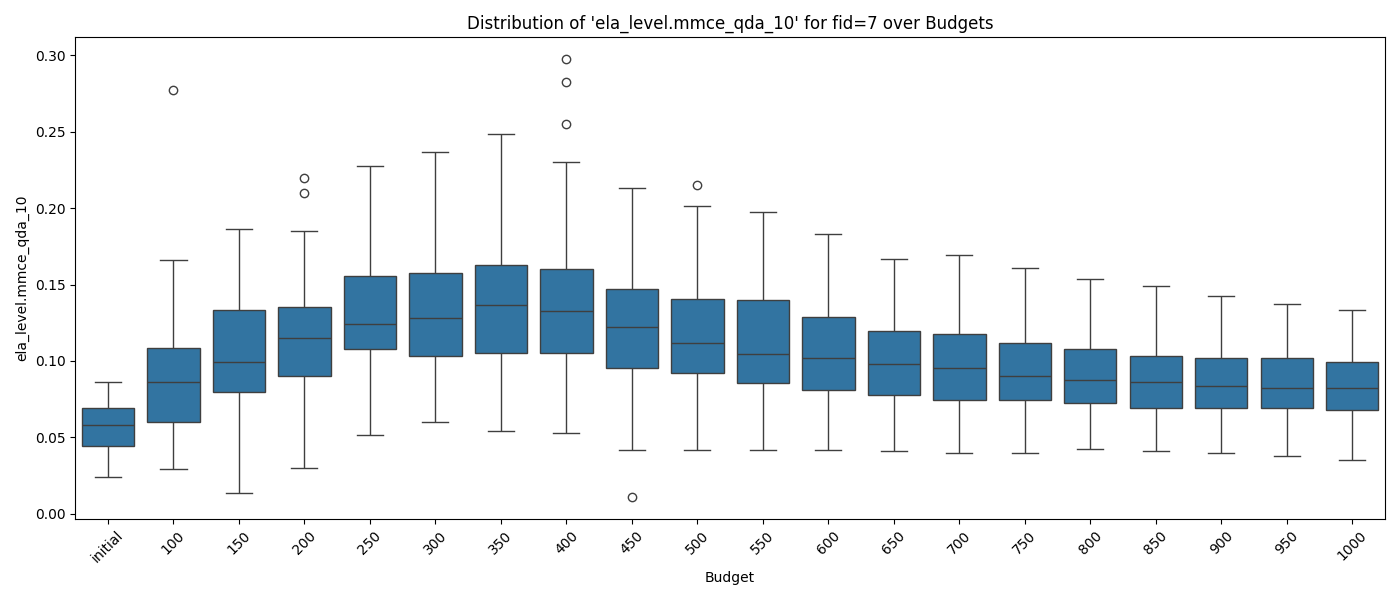 Distribution of 'ela_level.mmce_qda_10' for fid=7 over Budgets
ela_level.mmce_qda_10
0.30
0.25
0.20
0.15
0.10
0.05
0.00
initial 100 150 200 250 300 350 400 450 500 550 600 650 700 750 800 850 900 950 1000
Budget